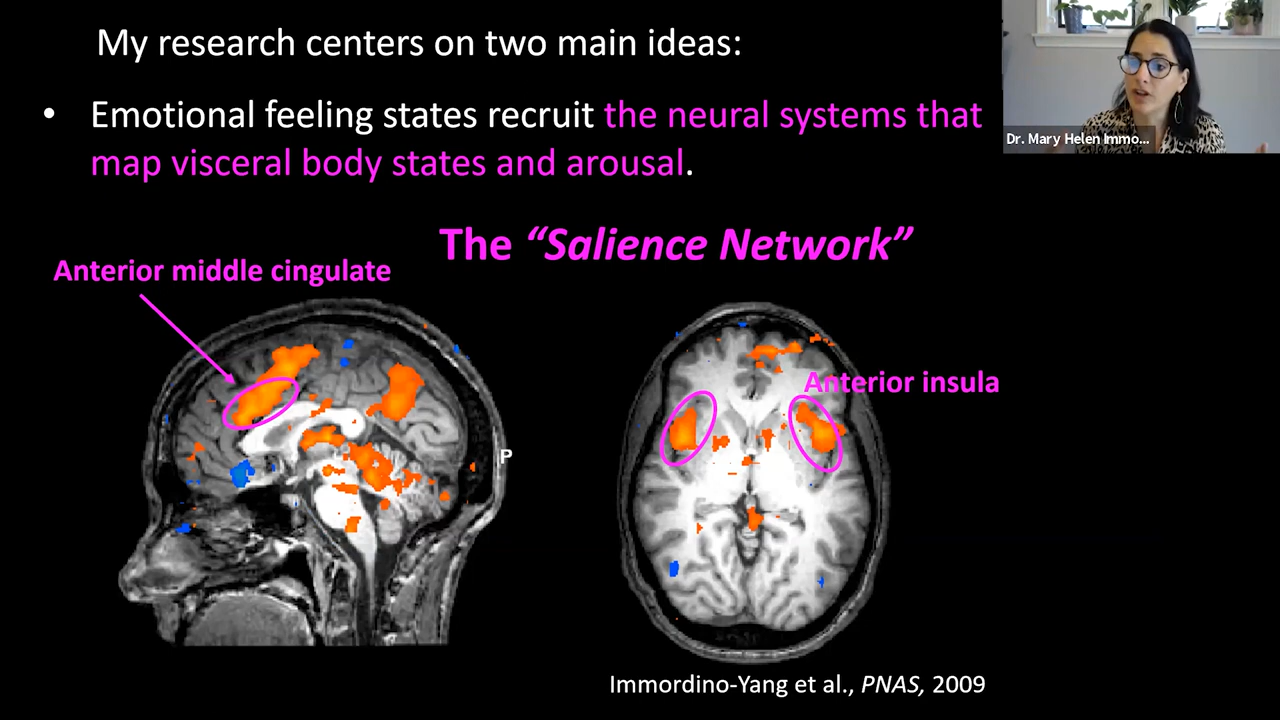 My research centers on two main ideas:
• Emotional feeling states recruit the neural systems that
map visceral body states and arousal.
Dr. Mary Helen Immo...
The “Salience Network”
Anterior middle cingulate
Anterior insula
P
Immordino-Yang et al., PNAS, 2009